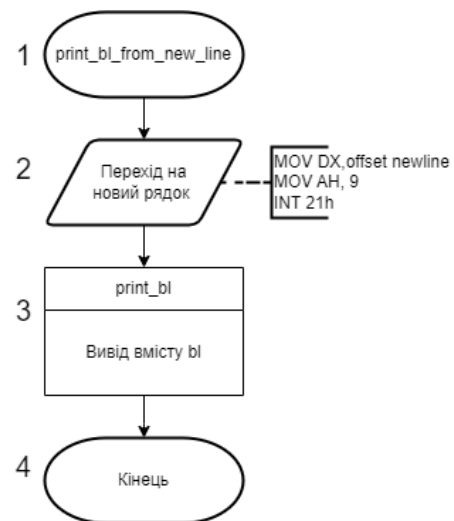 1
print_bl_from_new_line
2
Перехід на
новий рядок
MOV DX,offset newline
MOV AH, 9
INT 21h
3
print_bl
Вивід вмісту bl
4
Кінець